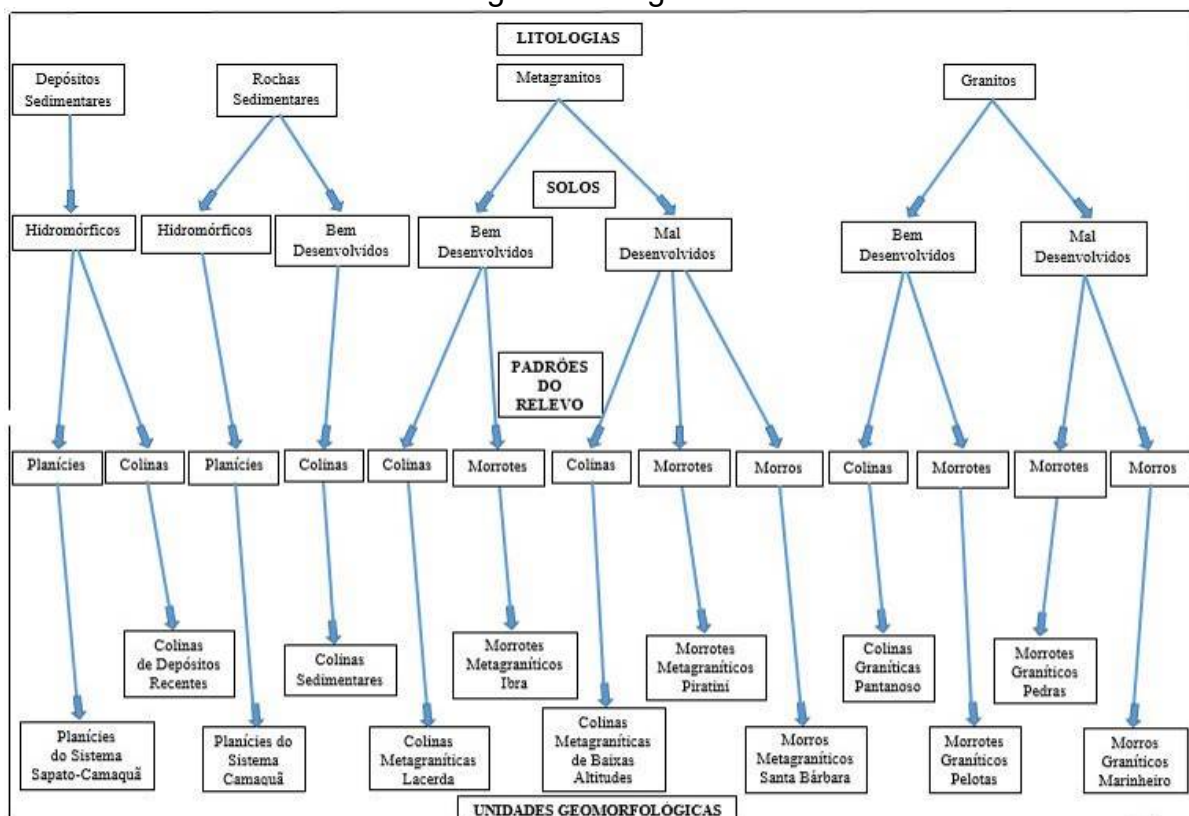 LITOLOGIAS
Depósitos
Sedimentares
Rochas
Sedimentares
Metagranitos
Granitos
SOLOS
Hidromórficos
Hidromórficos
Bem
Desenvolvidos
Bem
Desenvolvidos
Mal
Desenvolvidos
Bem
Desenvolvidos
Mal
Desenvolvidos
PADRÕES
DO
RELEVO
Planícies
Colinas
Planícies
Colinas
Colinas
Morrotes
Colinas
Morrotes
Morros
Colinas
Morrotes
Morrotes
Morros
Colinas
de Depósitos
Recentes
Colinas
Sedimentares
Morrotes
Metagraníticos
Ibra
Morrotes
Metagraníticos
Piratini
Colinas
Graníticas
Pantanoso
Morrotes
Graníticos
Pedras
Planícies
do Sistema
Sapato-Camaquã
Planícies do
Sistema
Camaquã
Colinas
Metagraníticas
Lacerda
Colinas
Metagraníticas
de Baixas
Altitudes
Morros
Metagraníticos
Santa Bárbara
Morrotes
Graníticos
Pelotas
Morros
Graníticos
Marinheiro
UNIDADES GEOMORFOLÓGICAS